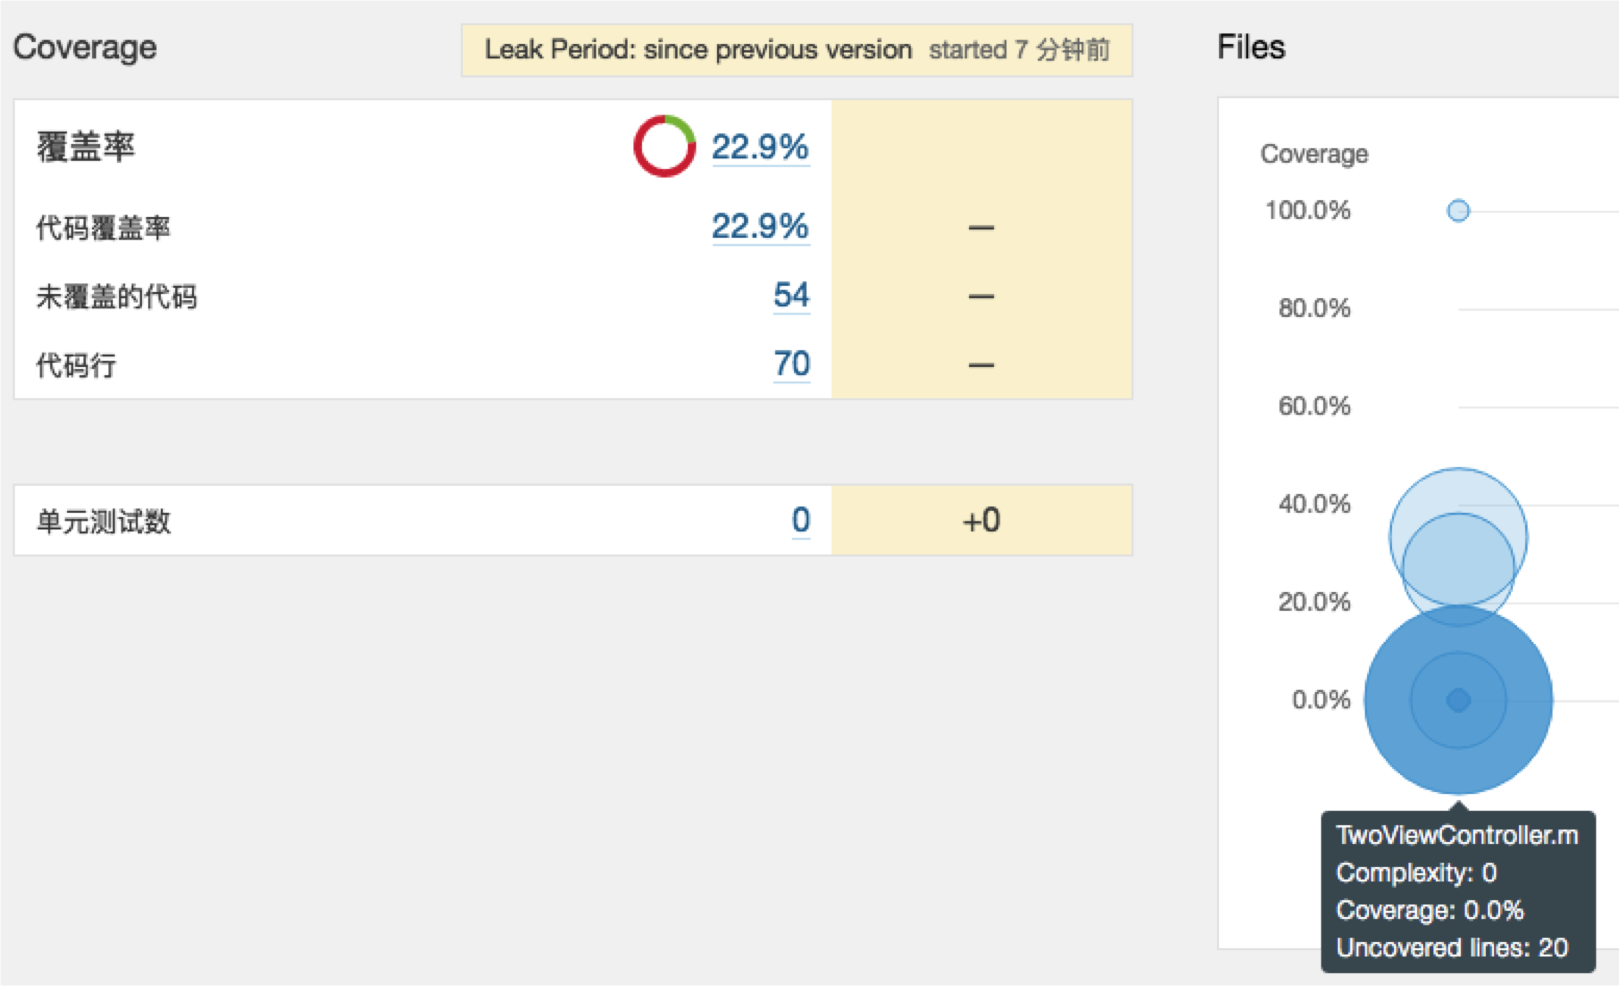 Coverage
Leak Period: since previous version started 7 分钟前
覆盖率 22.9%
代码覆盖率 22.9% —
未覆盖的代码 54 —
代码行 70 —
单元测试数 0 +0
Files
Coverage
100.0%
80.0%
60.0%
40.0%
20.0%
0.0%
TwoViewController.m
Complexity: 0
Coverage: 0.0%
Uncovered lines: 20